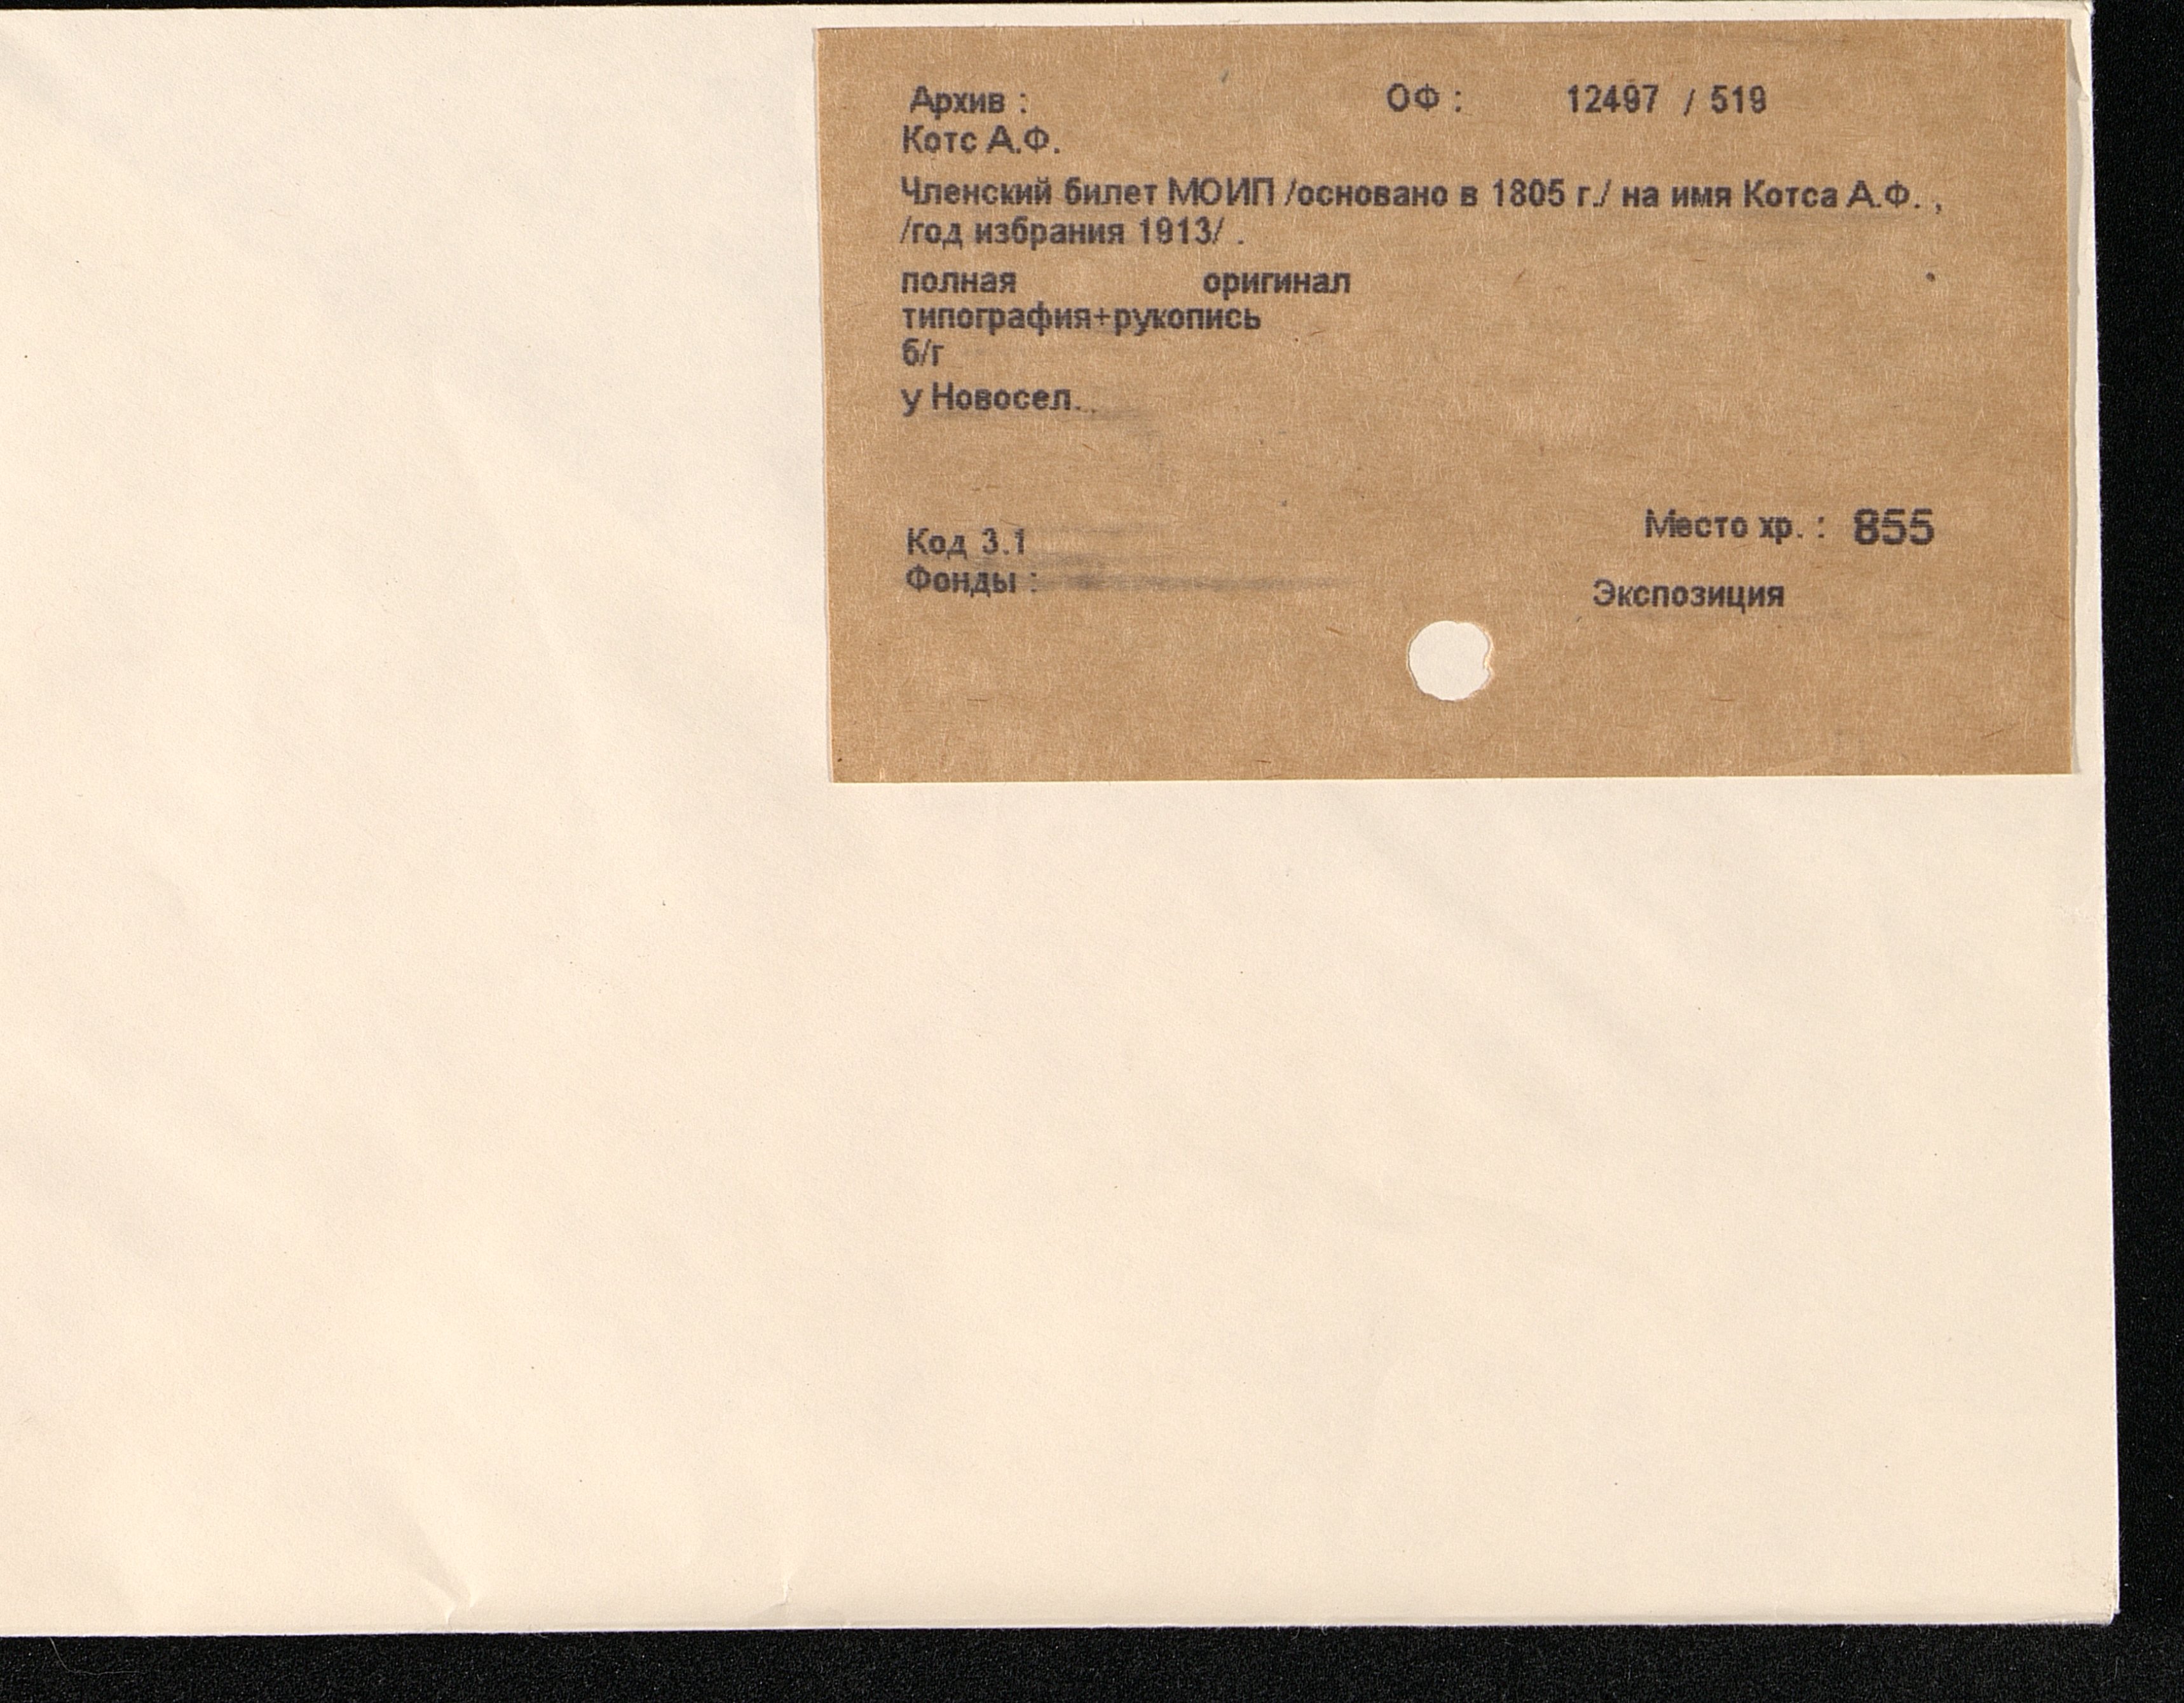 Архив : ОФ : 12497 / 519
Котс А.Ф.
Членский билет МОИП /основано в 1805 г./ на имя Котса А.Ф. ,
/год избрания 1913/ .
полная оригинал
типография+рукопись
б/г
у Новосел.
Место хр. : 855
Код 3.1
Фонды :
Экспозиция